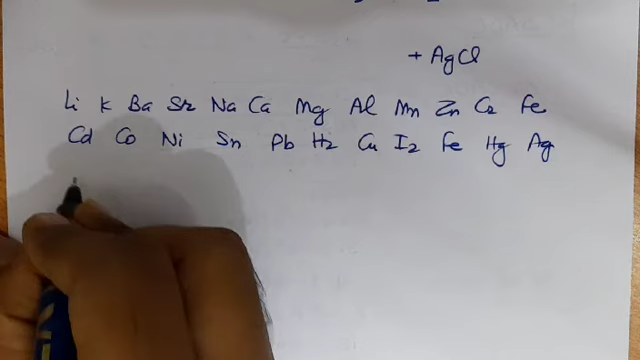 + AgCl
Li K Ba Sr Na Ca Mg Al Mn Zn Cr Fe
Cd Co Ni Sn Pb H2 Cu I2 Fe Hg Ag